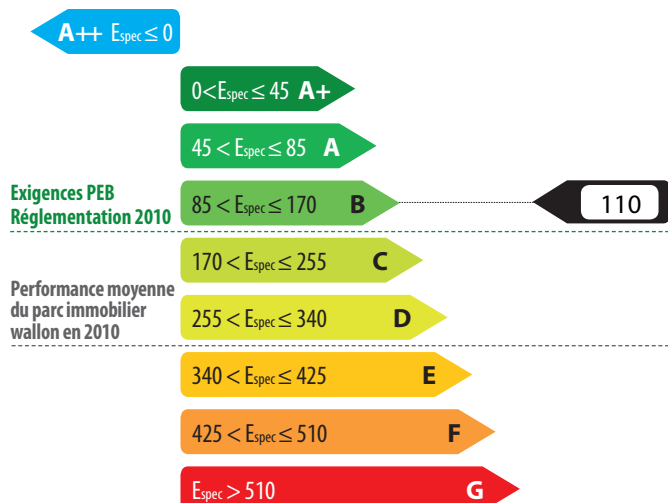 A++ Espec ≤ 0
0<Espec ≤ 45 A+
45 < Espec ≤ 85 A
Exigences PEB
Réglementation 2010
85 < Espec ≤ 170 B
110
170 < Espec ≤ 255 C
Performance moyenne
du parc immobilier
wallon en 2010
255 < Espec ≤ 340 D
340 < Espec ≤ 425 E
425 < Espec ≤ 510 F
Espec > 510 G